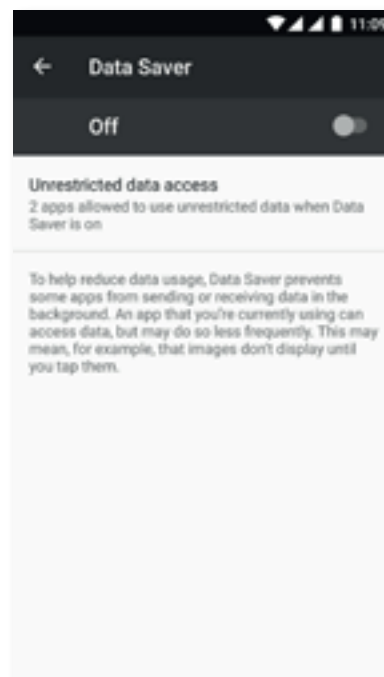 11:09
Data Saver
Off
Unrestricted data access
2 apps allowed to use unrestricted data when Data
Saver is on
To help reduce data usage, Data Saver prevents
some apps from sending or receiving data in the
background. An app that you're currently using can
access data, but may do so less frequently. This may
mean, for example, that images don't display until
you tap them.